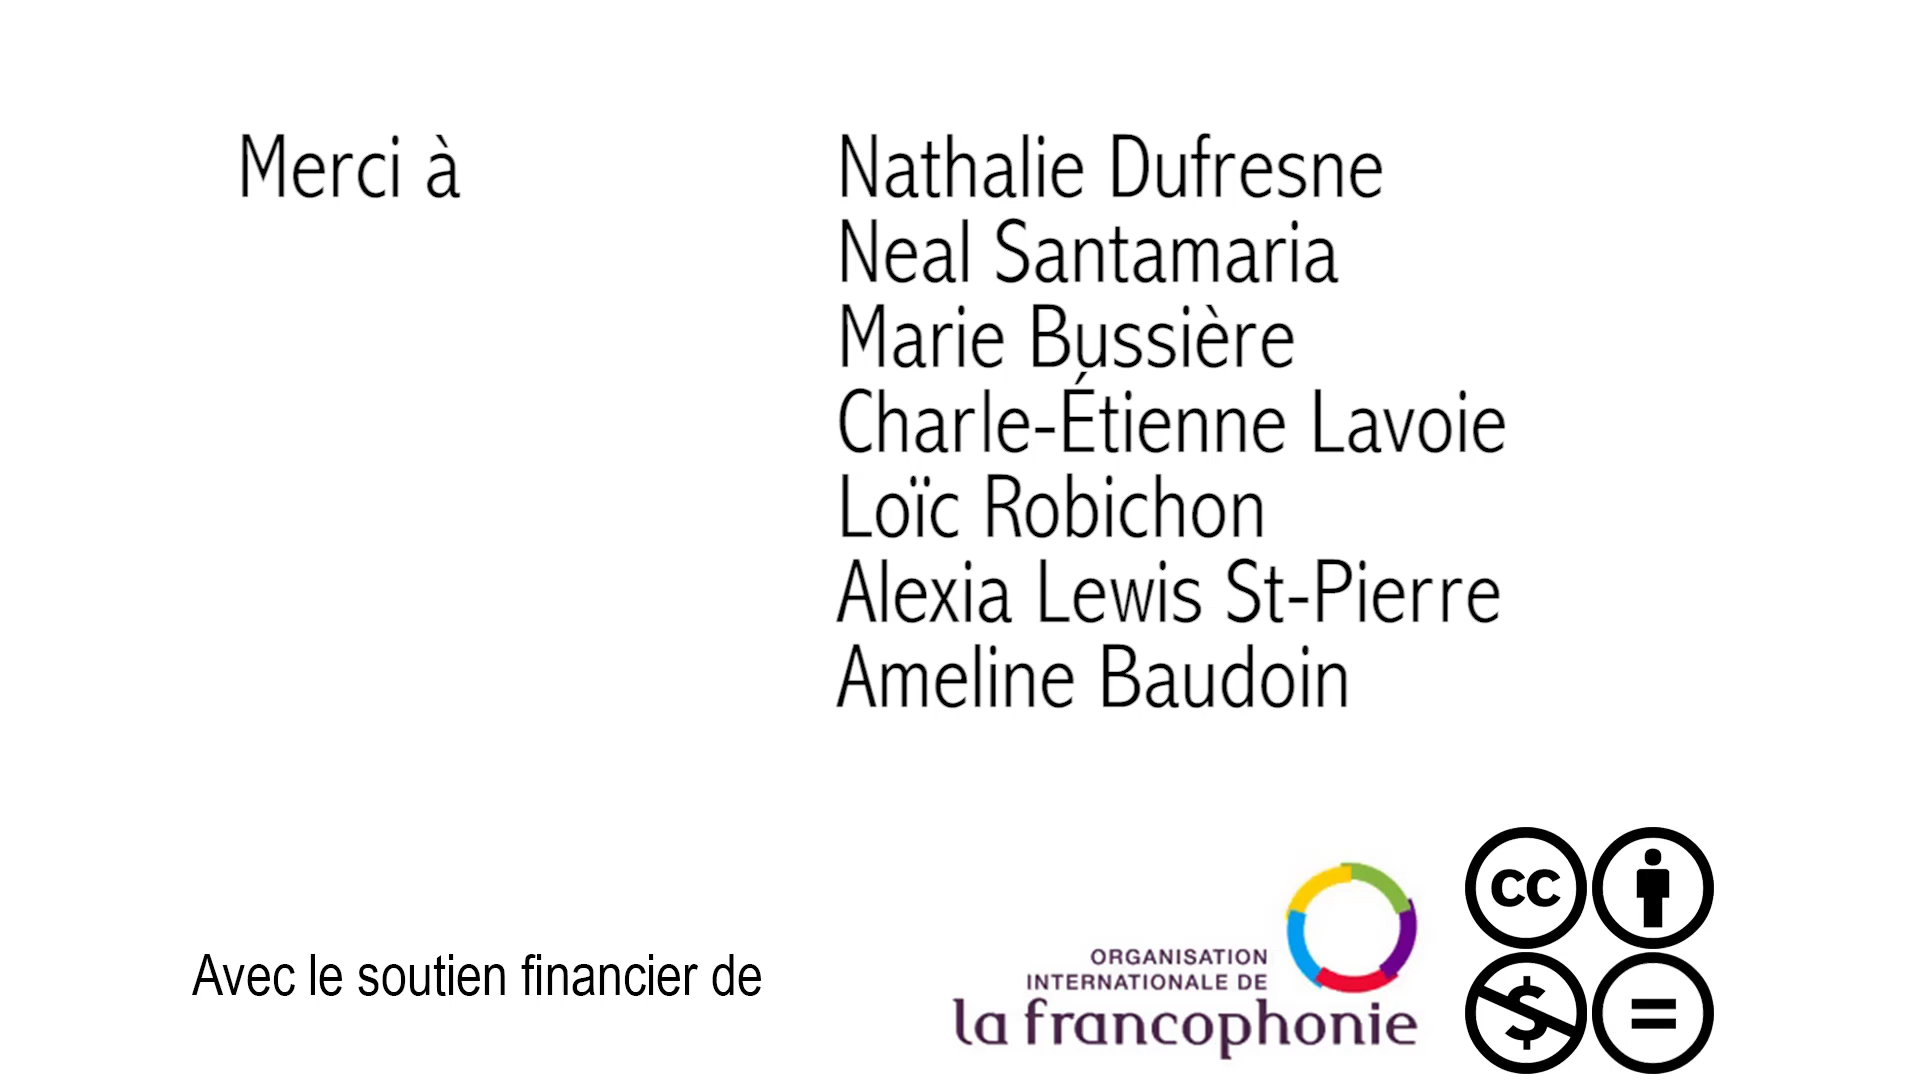 Merci à
Nathalie Dufresne
Neal Santamaria
Marie Bussière
Charle-Étienne Lavoie
Loïc Robichon
Alexia Lewis St-Pierre
Ameline Baudoin
Avec le soutien financier de
ORGANISATION
INTERNATIONALE DE
la francophonie
cc
$
=